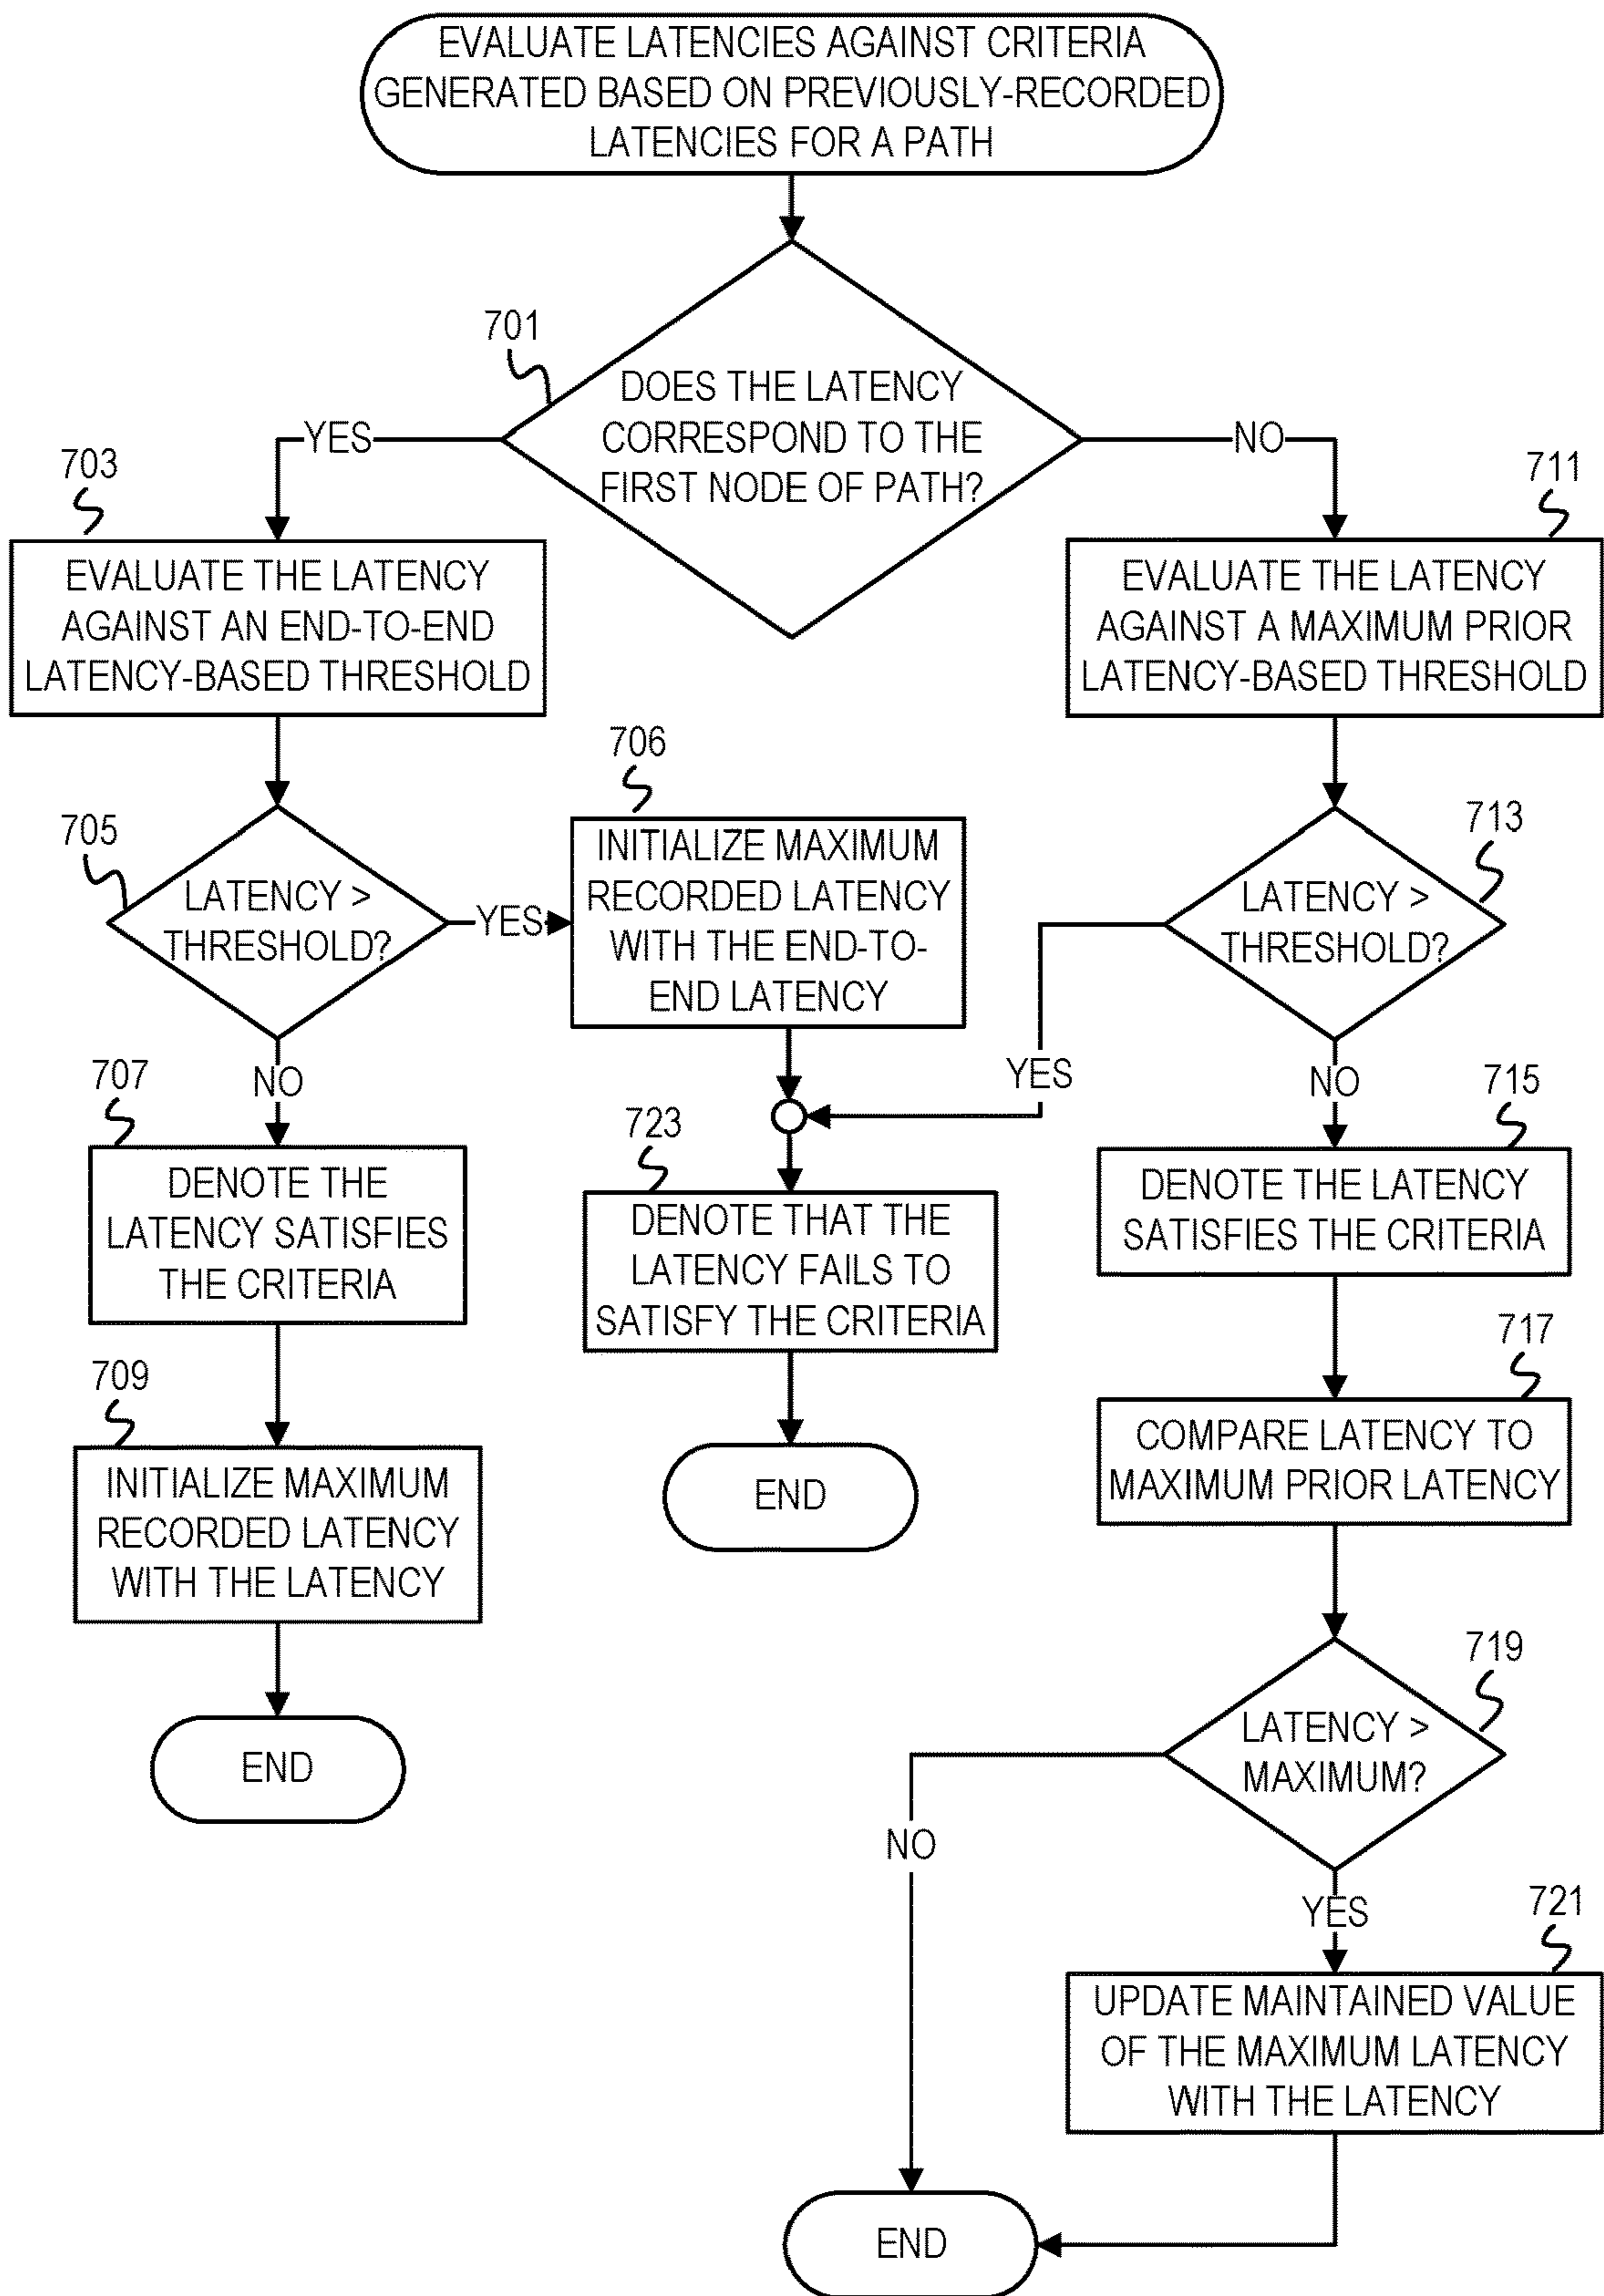 EVALUATE LATENCIES AGAINST CRITERIA
GENERATED BASED ON PREVIOUSLY-RECORDED
LATENCIES FOR A PATH
701
DOES THE LATENCY
CORRESPOND TO THE
FIRST NODE OF PATH?
YES
NO
703
EVALUATE THE LATENCY
AGAINST AN END-TO-END
LATENCY-BASED THRESHOLD
711
EVALUATE THE LATENCY
AGAINST A MAXIMUM PRIOR
LATENCY-BASED THRESHOLD
705
LATENCY >
THRESHOLD?
YES
706
INITIALIZE MAXIMUM
RECORDED LATENCY
WITH THE END-TO-
END LATENCY
713
LATENCY >
THRESHOLD?
YES
NO
NO
707
DENOTE THE
LATENCY SATISFIES
THE CRITERIA
723
DENOTE THAT THE
LATENCY FAILS TO
SATISFY THE CRITERIA
715
DENOTE THE LATENCY
SATISFIES THE CRITERIA
709
INITIALIZE MAXIMUM
RECORDED LATENCY
WITH THE LATENCY
END
717
COMPARE LATENCY TO
MAXIMUM PRIOR LATENCY
END
719
LATENCY >
MAXIMUM?
NO
YES
721
UPDATE MAINTAINED VALUE
OF THE MAXIMUM LATENCY
WITH THE LATENCY
END